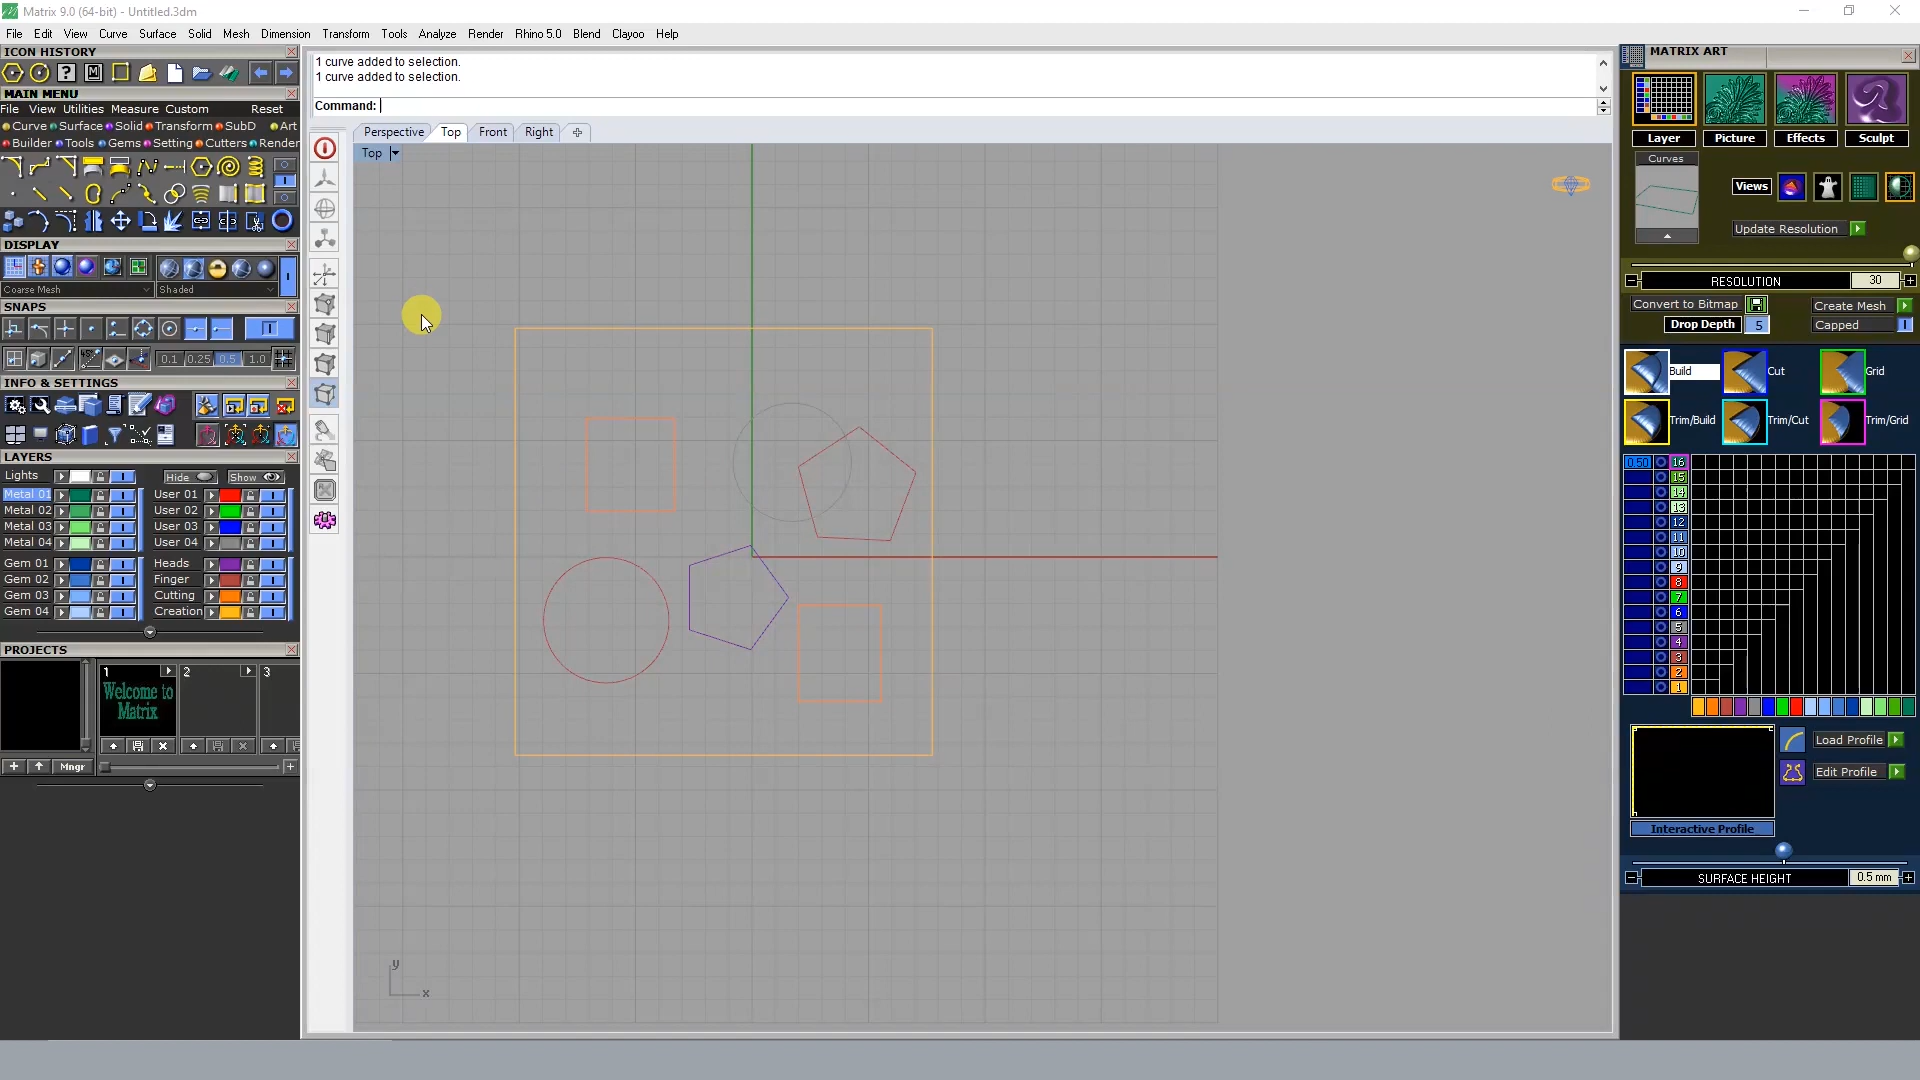 Matrix 9.0 (64-bit) - Untitled.3dm
File Edit View Curve Surface Solid Mesh Dimension Transform Tools Analyze Render Rhino 5.0 Blend Clayoo Help
ICON HISTORY
MAIN MENU
File View Utilities Measure Custom Reset
Curve Surface Solid Transform SubD Art
Builder Tools Gems Setting Cutters Render
DISPLAY
Coarse Mesh Shaded
SNAPS
0.1 0.25 0.5 1.0
INFO & SETTINGS
LAYERS
Lights Hide Show
Metal 01 User 01
Metal 02 User 02
Metal 03 User 03
Metal 04 User 04
Gem 01 Heads
Gem 02 Finger
Gem 03 Cutting
Gem 04 Creation
PROJECTS
1 2 3
Welcome to
Matrix
Mngr
1 curve added to selection.
1 curve added to selection.
Command:
Perspective Top Front Right
Top
y
x
MATRIX ART
Layer Picture Effects Sculpt
Curves
Views
Update Resolution
RESOLUTION 30
Convert to Bitmap Create Mesh
Drop Depth 5 Capped
Build Cut Grid
Trim/Build Trim/Cut Trim/Grid
0.50 16
15
14
13
12
11
10
9
8
7
6
5
4
3
2
1
Load Profile
Edit Profile
Interactive Profile
SURFACE HEIGHT 0.5 mm